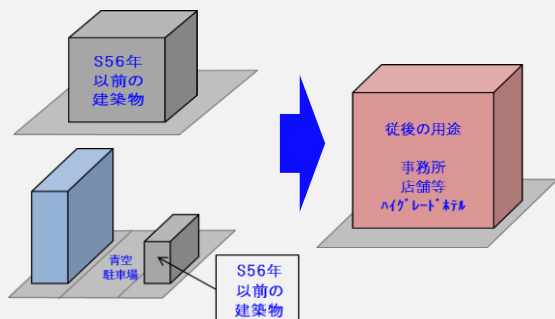 S56年
以前の
建築物
青空
駐車場
S56年
以前の
建築物
従後の用途
事務所
店舗等
ﾊｲｸﾞﾚｰﾄﾞﾎﾃﾙ